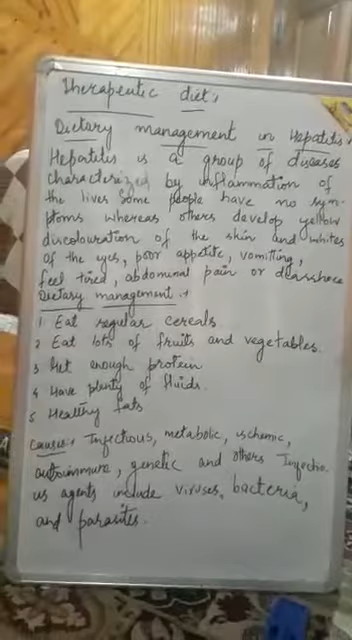 Therapeutic diet:
Dietary management in Hepatitis:
Hepatitis is a group of diseases
characterized by inflammation of
the lives Some people have no sym-
ptoms whereas others develop yellow
discolouration of the skin and whites
of the eyes, poor appetite, vomitting,
feel tired, abdominal pain or diarrhoea
Dietary management :
1 Eat regular cereals
2 Eat lots of fruits and vegetables.
3 Get enough protein
4 Have plenty of fluids.
5 Healthy fats
Causes: Infectious, metabolic, ischemic,
autoimmune, genetic and others Infectio-
us agents include viruses, bacteria,
and parasites.